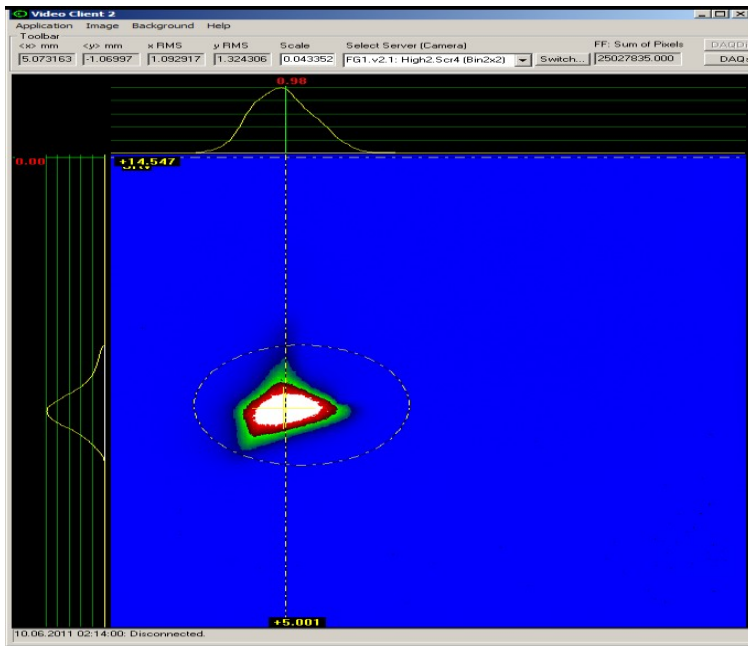 Video Client 2
Application Image Background Help
Toolbar
<x> mm <y> mm x RMS y RMS Scale Select Server (Camera) FF: Sum of Pixels
5.073163 -1.06997 1.092917 1.324306 0.043352 FG1.v2.1: High2.Scr4 (Bin2x2) Switch... 25027835.000
0.98
0.00 +14.547
+5.001
10.06.2011 02:14:00: Disconnected.